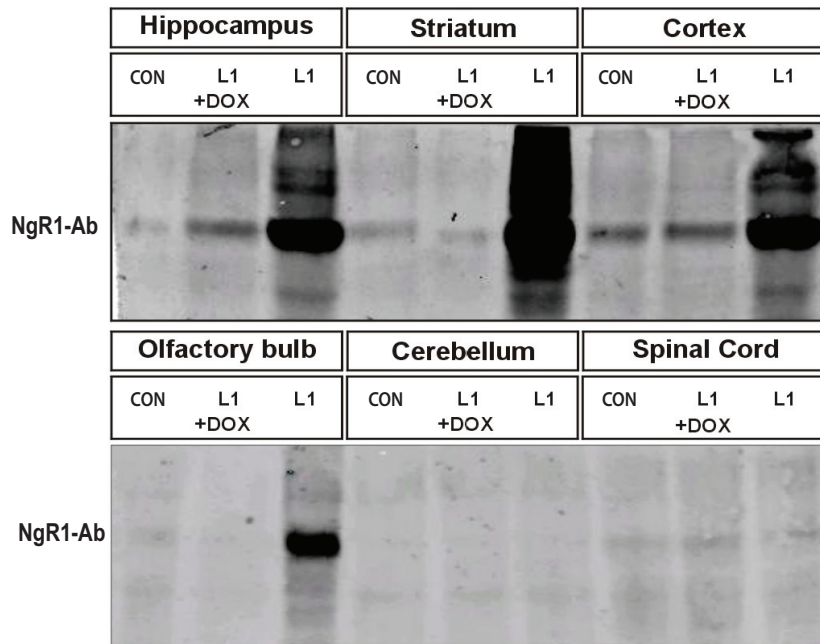 Hippocampus Striatum Cortex
CON L1 L1 CON L1 L1 CON L1 L1
+DOX +DOX +DOX
NgR1-Ab
Olfactory bulb Cerebellum Spinal Cord
CON L1 L1 CON L1 L1 CON L1 L1
+DOX +DOX +DOX
NgR1-Ab